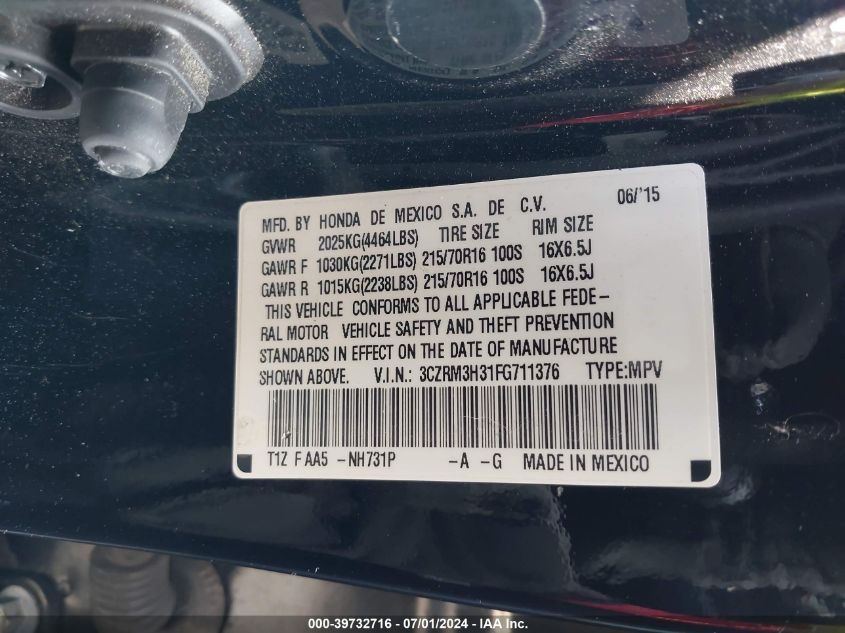 MFD. BY HONDA DE MEXICO S.A. DE C.V. 06/'15
GVWR 2025KG(4464LBS) TIRE SIZE RIM SIZE
GAWR F 1030KG(2271LBS) 215/70R16 100S 16X6.5J
GAWR R 1015KG(2238LBS) 215/70R16 100S 16X6.5J
THIS VEHICLE CONFORMS TO ALL APPLICABLE FEDE-
RAL MOTOR VEHICLE SAFETY AND THEFT PREVENTION
STANDARDS IN EFFECT ON THE DATE OF MANUFACTURE
SHOWN ABOVE. V.I.N.: 3CZRM3H31FG711376 TYPE:MPV
T1Z F AA5 -NH731P -A -G MADE IN MEXICO
000-39732716 - 07/01/2024 - IAA Inc.